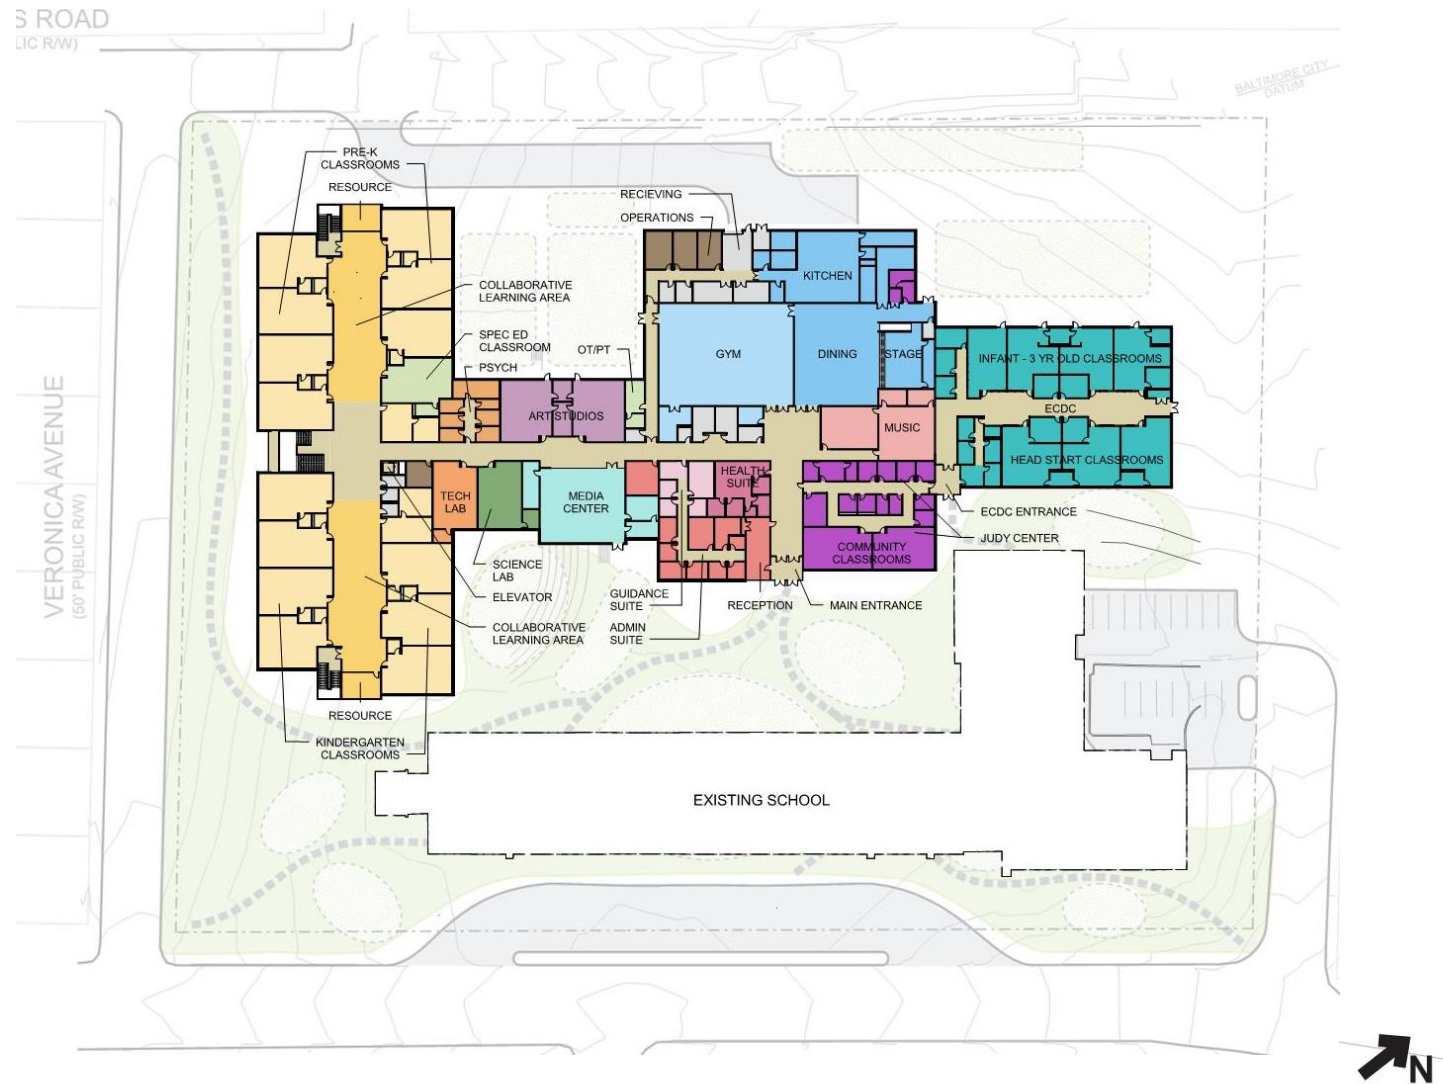 S ROAD
LIC R/W)
BALTIMORE CITY
DATUM
PRE-K
CLASSROOMS
RESOURCE
RECIEVING
OPERATIONS
KITCHEN
COLLABORATIVE
LEARNING AREA
SPEC ED
CLASSROOM
PSYCH
OT/PT
GYM
DINING
STAGE
INFANT - 3 YR OLD CLASSROOMS
VERONICA AVENUE
(50' PUBLIC R/W)
ART STUDIOS
MUSIC
ECDC
HEAD START CLASSROOMS
TECH
LAB
MEDIA
CENTER
HEALTH
SUITE
ECDC ENTRANCE
JUDY CENTER
COMMUNITY
CLASSROOMS
SCIENCE
LAB
ELEVATOR
GUIDANCE
SUITE
RECEPTION
MAIN ENTRANCE
COLLABORATIVE
LEARNING AREA
ADMIN
SUITE
RESOURCE
KINDERGARTEN
CLASSROOMS
EXISTING SCHOOL
N